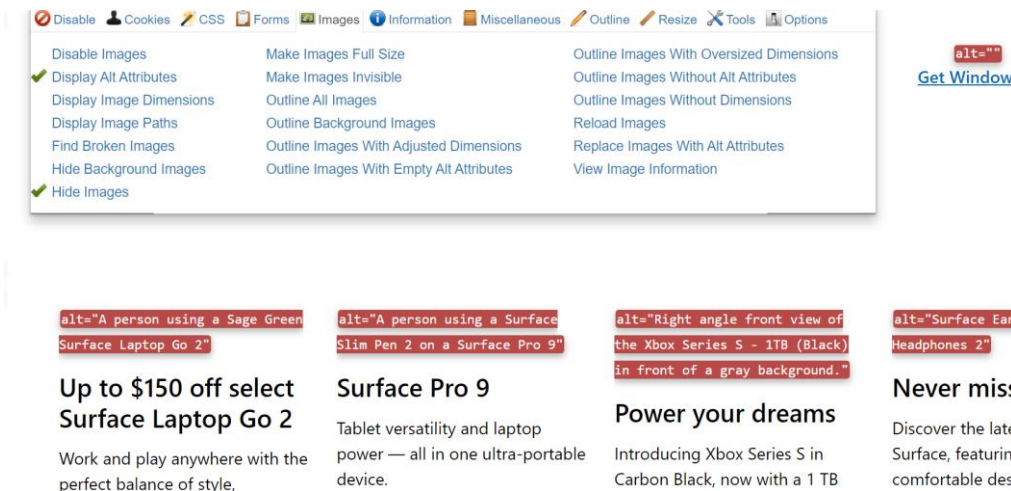 Disable Cookies CSS Forms Images Information Miscellaneous Outline Resize Tools Options
Disable Images
Display Alt Attributes
Display Image Dimensions
Display Image Paths
Find Broken Images
Hide Background Images
Hide Images
Make Images Full Size
Make Images Invisible
Outline All Images
Outline Background Images
Outline Images With Adjusted Dimensions
Outline Images With Empty Alt Attributes
Outline Images With Oversized Dimensions
Outline Images Without Alt Attributes
Outline Images Without Dimensions
Reload Images
Replace Images With Alt Attributes
View Image Information
alt=""
Get Window
alt="A person using a Sage Green
Surface Laptop Go 2"
Up to $150 off select
Surface Laptop Go 2
Work and play anywhere with the
perfect balance of style,
alt="A person using a Surface
Slim Pen 2 on a Surface Pro 9"
Surface Pro 9
Tablet versatility and laptop
power — all in one ultra-portable
device.
alt="Right angle front view of
the Xbox Series S - 1TB (Black)
in front of a gray background."
Power your dreams
Introducing Xbox Series S in
Carbon Black, now with a 1 TB
alt="Surface Ear
Headphones 2"
Never miss
Discover the late
Surface, featurin
comfortable des